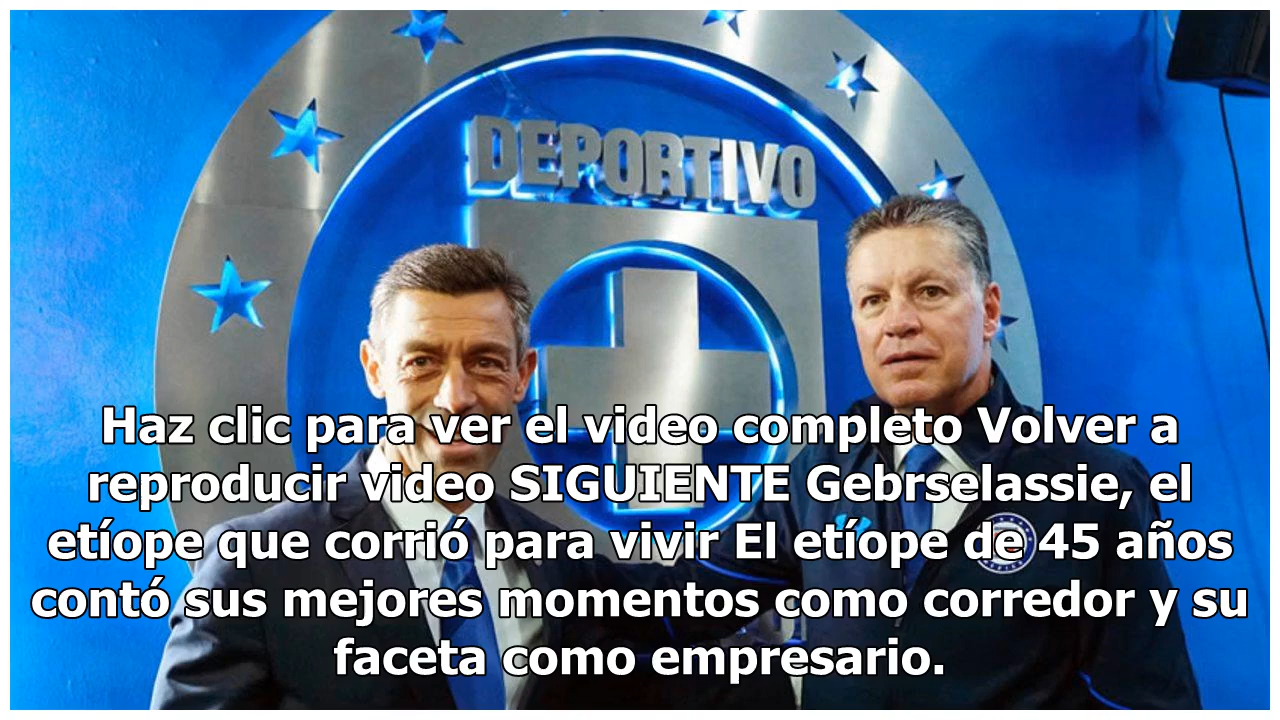 DEPORTIVO
Haz clic para ver el video completo Volver a
reproducir video SIGUIENTE Gebrselassie, el
etíope que corrió para vivir El etíope de 45 años
contó sus mejores momentos como corredor y su
faceta como empresario.